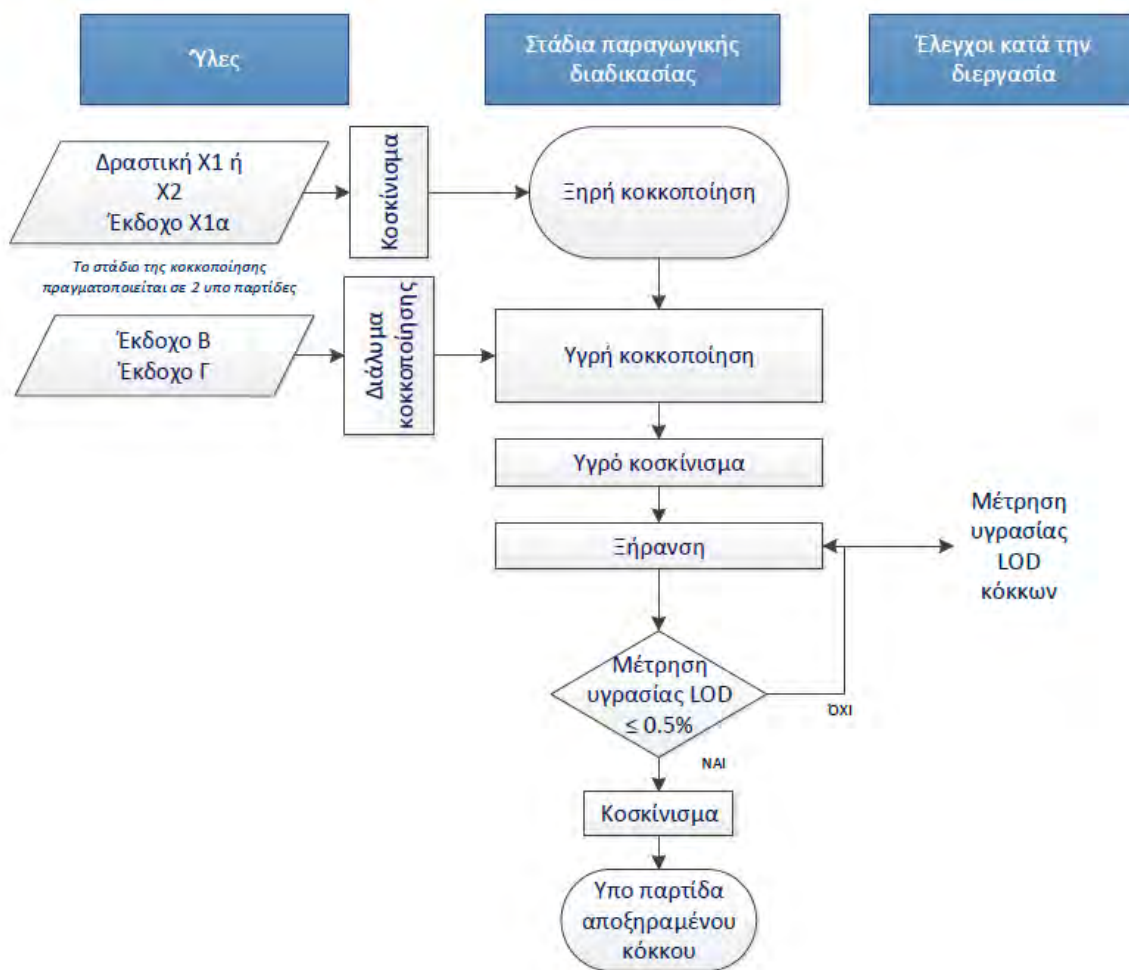 Ύλες
Στάδια παραγωγικής
διαδικασίας
Έλεγχοι κατά την
διεργασία
Δραστική Χ1 ή
Χ2
Έκδοχο Χ1α
Κοσκίνισμα
Ξηρή κοκκοποίηση
Το στάδιο της κοκκοποίησης
πραγματοποιείται σε 2 υπο παρτίδες
Έκδοχο Β
Έκδοχο Γ
Διάλυμα
κοκκοποίησης
Υγρή κοκκοποίηση
Υγρό κοσκίνισμα
Ξήρανση
Μέτρηση
υγρασίας
LOD
κόκκων
Μέτρηση
υγρασίας LOD
≤ 0.5%
ΌΧΙ
ΝΑΙ
Κοσκίνισμα
Υπο παρτίδα
αποξηραμένου
κόκκου